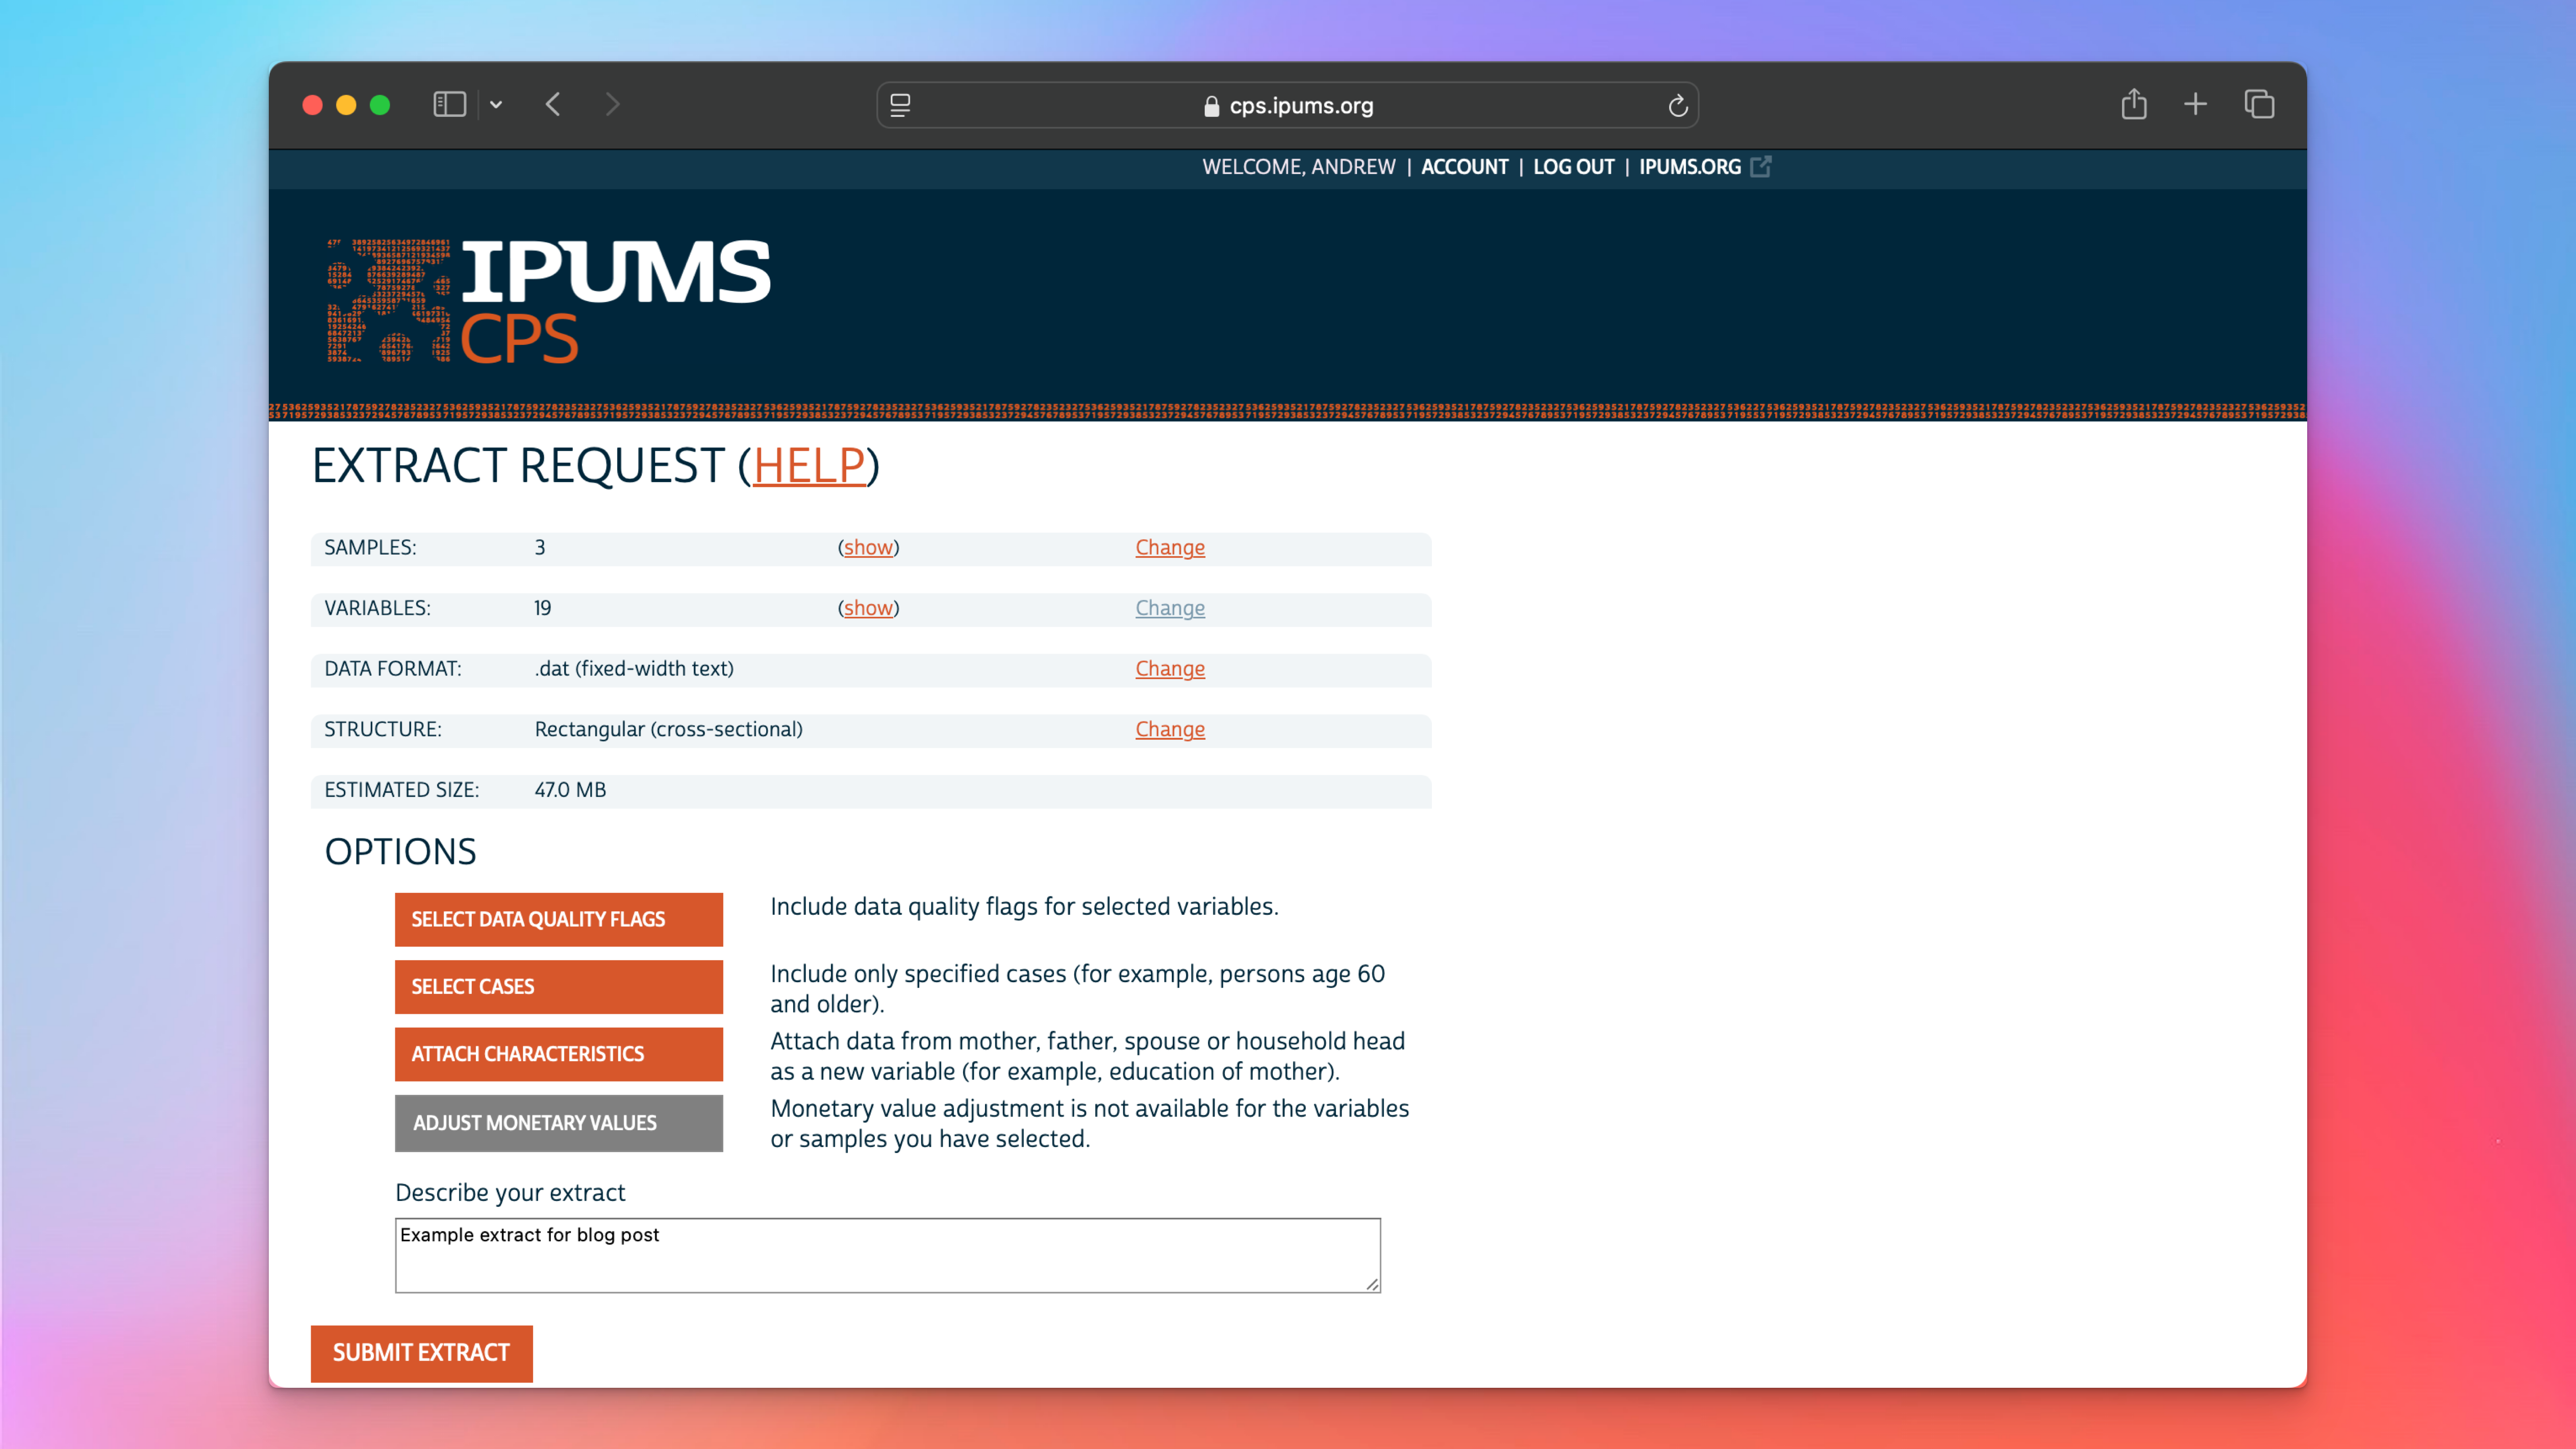 cps.ipums.org
WELCOME, ANDREW | ACCOUNT | LOG OUT | IPUMS.ORG
IPUMS
CPS
EXTRACT REQUEST (HELP)
SAMPLES: 3 (show) Change
VARIABLES: 19 (show) Change
DATA FORMAT: .dat (fixed-width text) Change
STRUCTURE: Rectangular (cross-sectional) Change
ESTIMATED SIZE: 47.0 MB
OPTIONS
SELECT DATA QUALITY FLAGS Include data quality flags for selected variables.
SELECT CASES Include only specified cases (for example, persons age 60
and older).
ATTACH CHARACTERISTICS Attach data from mother, father, spouse or household head
as a new variable (for example, education of mother).
ADJUST MONETARY VALUES Monetary value adjustment is not available for the variables
or samples you have selected.
Describe your extract
Example extract for blog post
SUBMIT EXTRACT